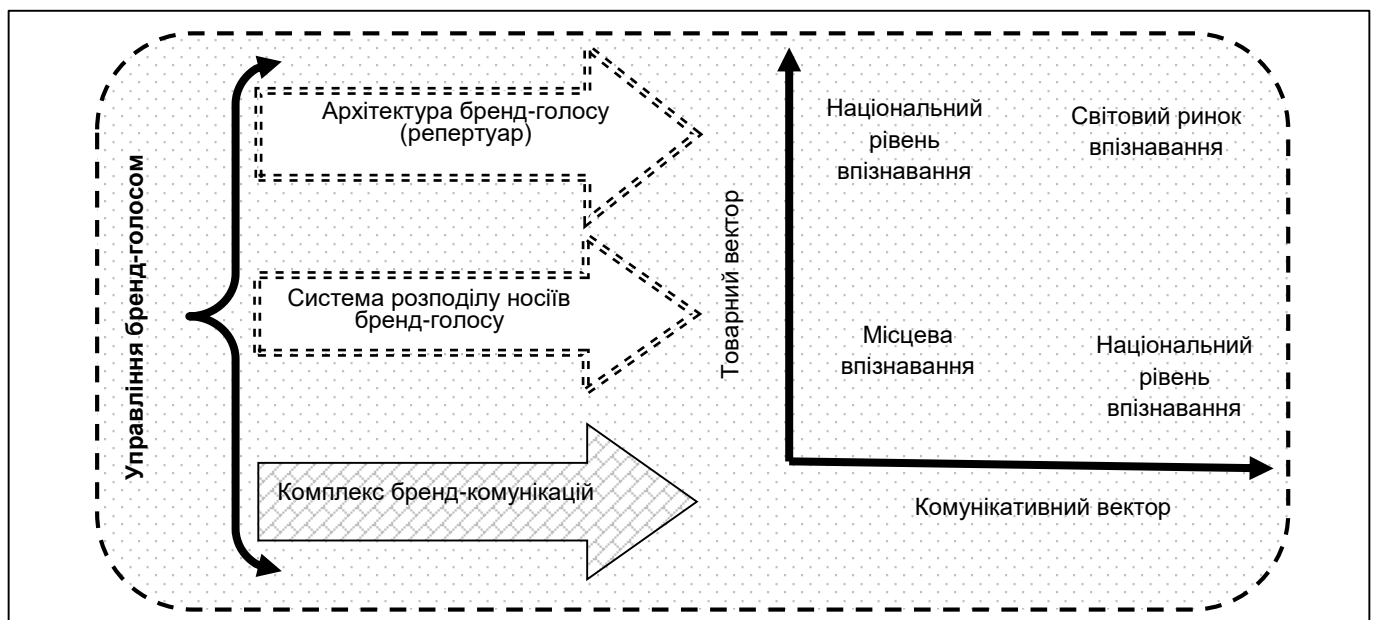 Управління бренд-голосом
Архітектура бренд-голосу
(репертуар)
Система розподілу носіїв
бренд-голосу
Комплекс бренд-комунікацій
Товарний вектор
Національний
рівень
впізнавання
Світовий ринок
впізнавання
Місцева
впізнавання
Національний
рівень
впізнавання
Комунікативний вектор